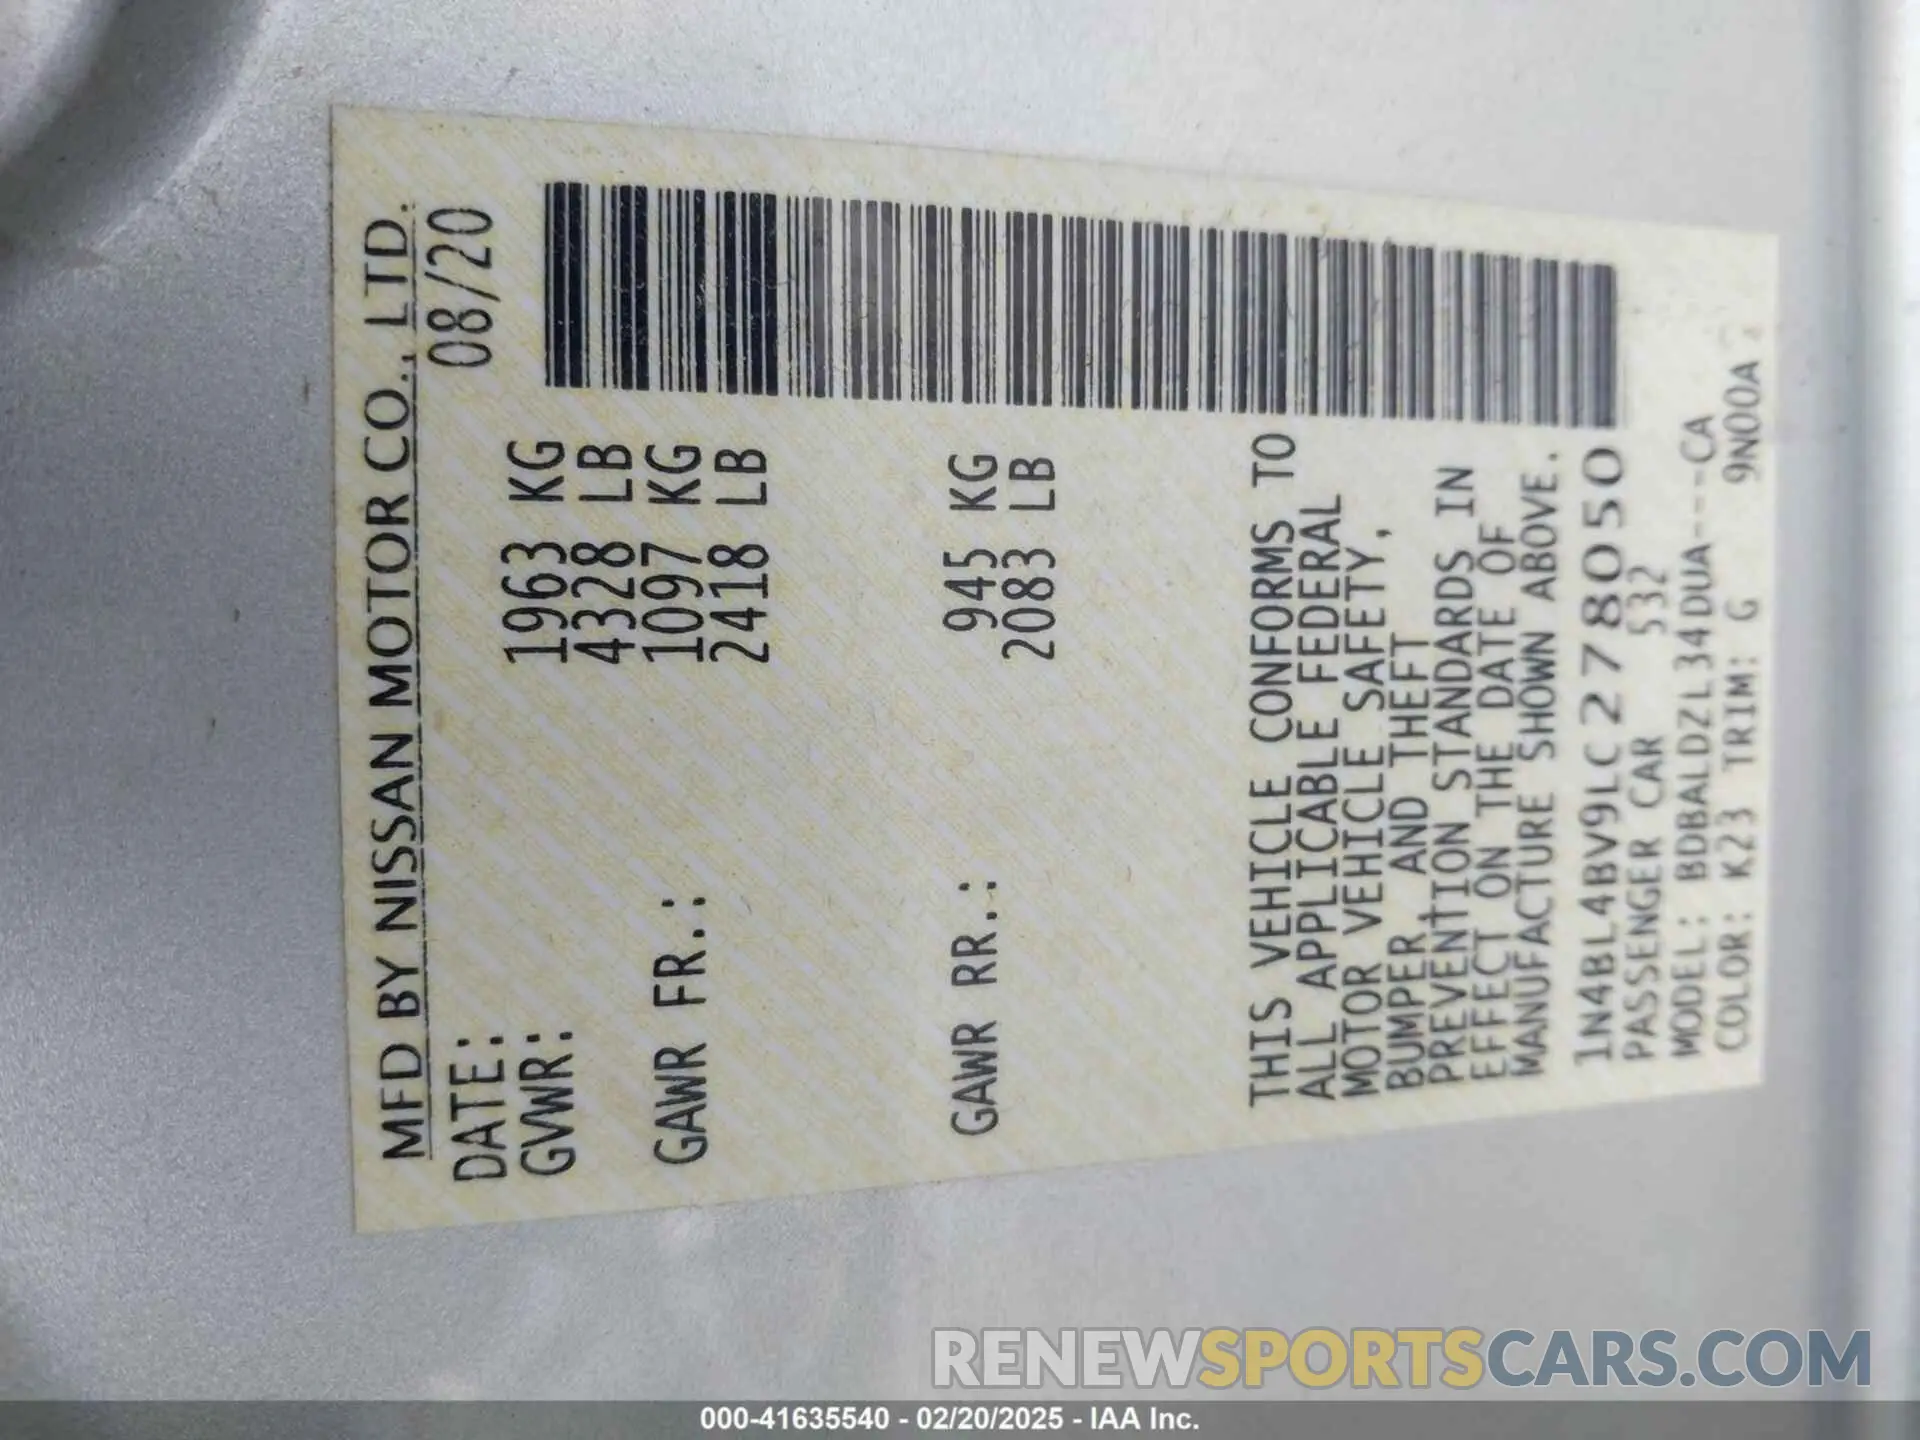 MFD BY NISSAN MOTOR CO., LTD.
DATE: 08/20
GVWR: 1963 KG
4328 LB
GAWR FR.: 1097 KG
2418 LB
GAWR RR.: 945 KG
2083 LB
THIS VEHICLE CONFORMS TO
ALL APPLICABLE FEDERAL
MOTOR VEHICLE SAFETY,
BUMPER, AND THEFT
PREVENTION STANDARDS IN
EFFECT ON THE DATE OF
MANUFACTURE SHOWN ABOVE.
1N4BL4BV9LC278050
PASSENGER CAR 532
MODEL: BDBALDZL34DUA---CA
COLOR: K23 TRIM: G 9N00A
RENEWSPORTSCARS.COM
000-41635540 - 02/20/2025 - IAA Inc.